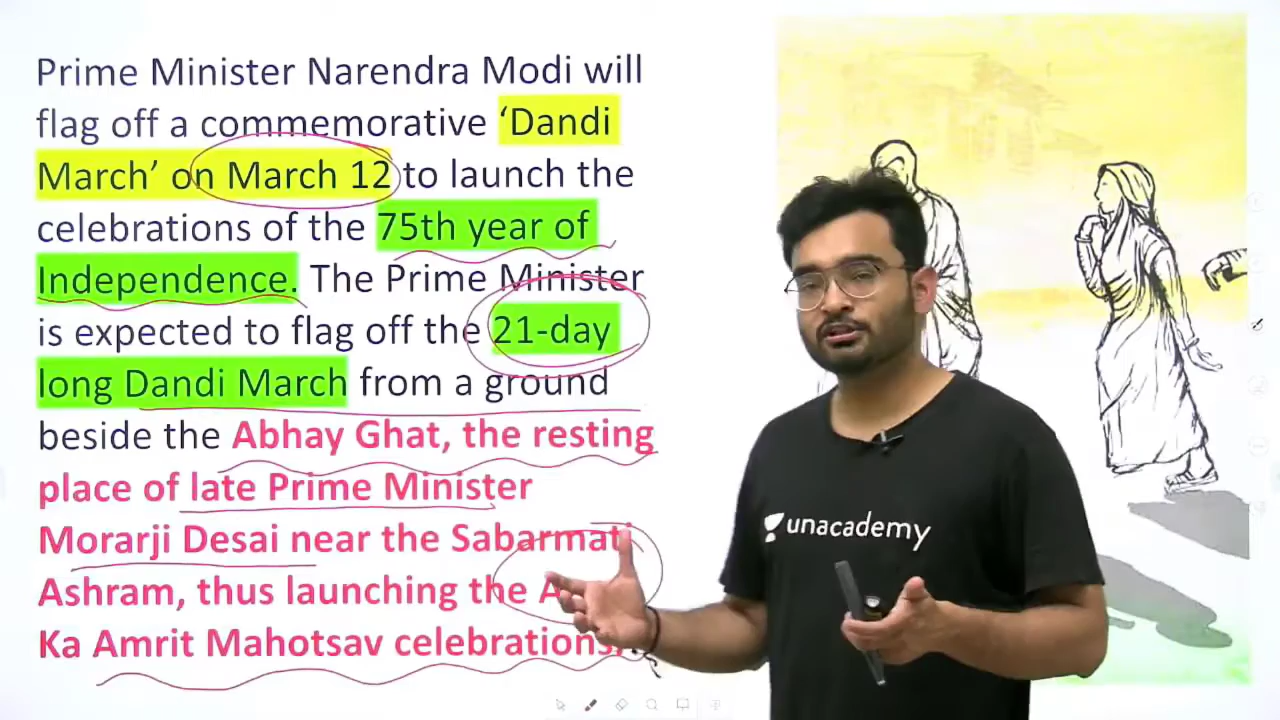 Prime Minister Narendra Modi will
flag off a commemorative ‘Dandi
March’ on March 12 to launch the
celebrations of the 75th year of
Independence. The Prime Minister
is expected to flag off the 21-day
long Dandi March from a ground
beside the Abhay Ghat, the resting
place of late Prime Minister
Morarji Desai near the Sabarmati
Ashram, thus launching the
Ka Amrit Mahotsav celebrations.
unacademy